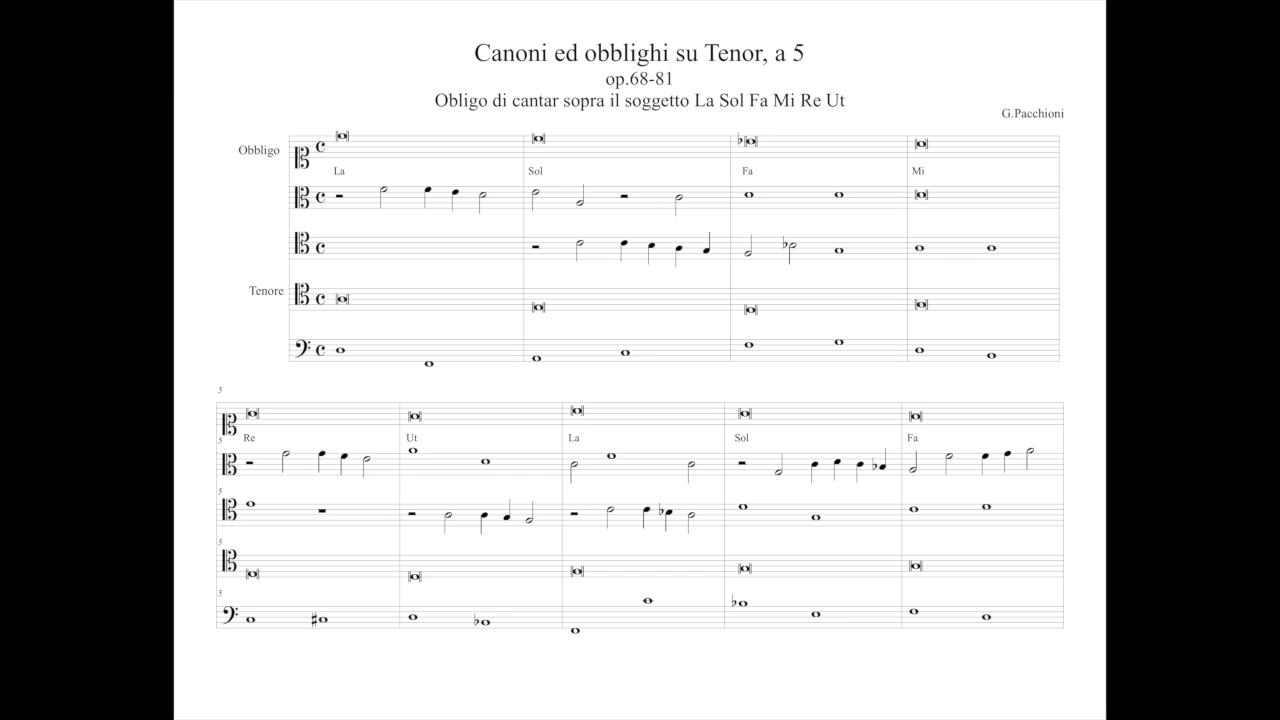 Canoni ed obblighi su Tenor, a 5
op.68-81
Obligo di cantar sopra il soggetto La Sol Fa Mi Re Ut
G.Pacchioni
Obbligo
La Sol Fa Mi
Tenore
5
Re Ut La Sol Fa
5
5
5
5